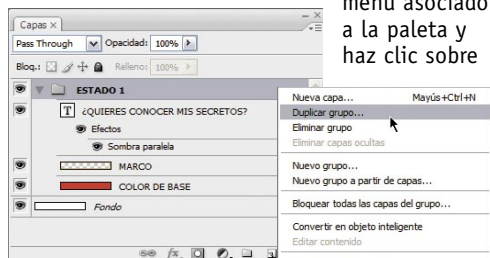 menú asociado
a la paleta y
haz clic sobre
Capas ×
Pass Through Opacidad: 100%
Bloq.: Relleno: 100%
ESTADO 1
T ¿QUIERES CONOCER MIS SECRETOS?
Efectos
Sombra paralela
MARCO
COLOR DE BASE
Fondo
fx.
Nueva capa... Mayús+Ctrl+N
Duplicar grupo...
Eliminar grupo
Eliminar capas ocultas
Nuevo grupo...
Nuevo grupo a partir de capas...
Bloquear todas las capas del grupo...
Convertir en objeto inteligente
Editar contenido